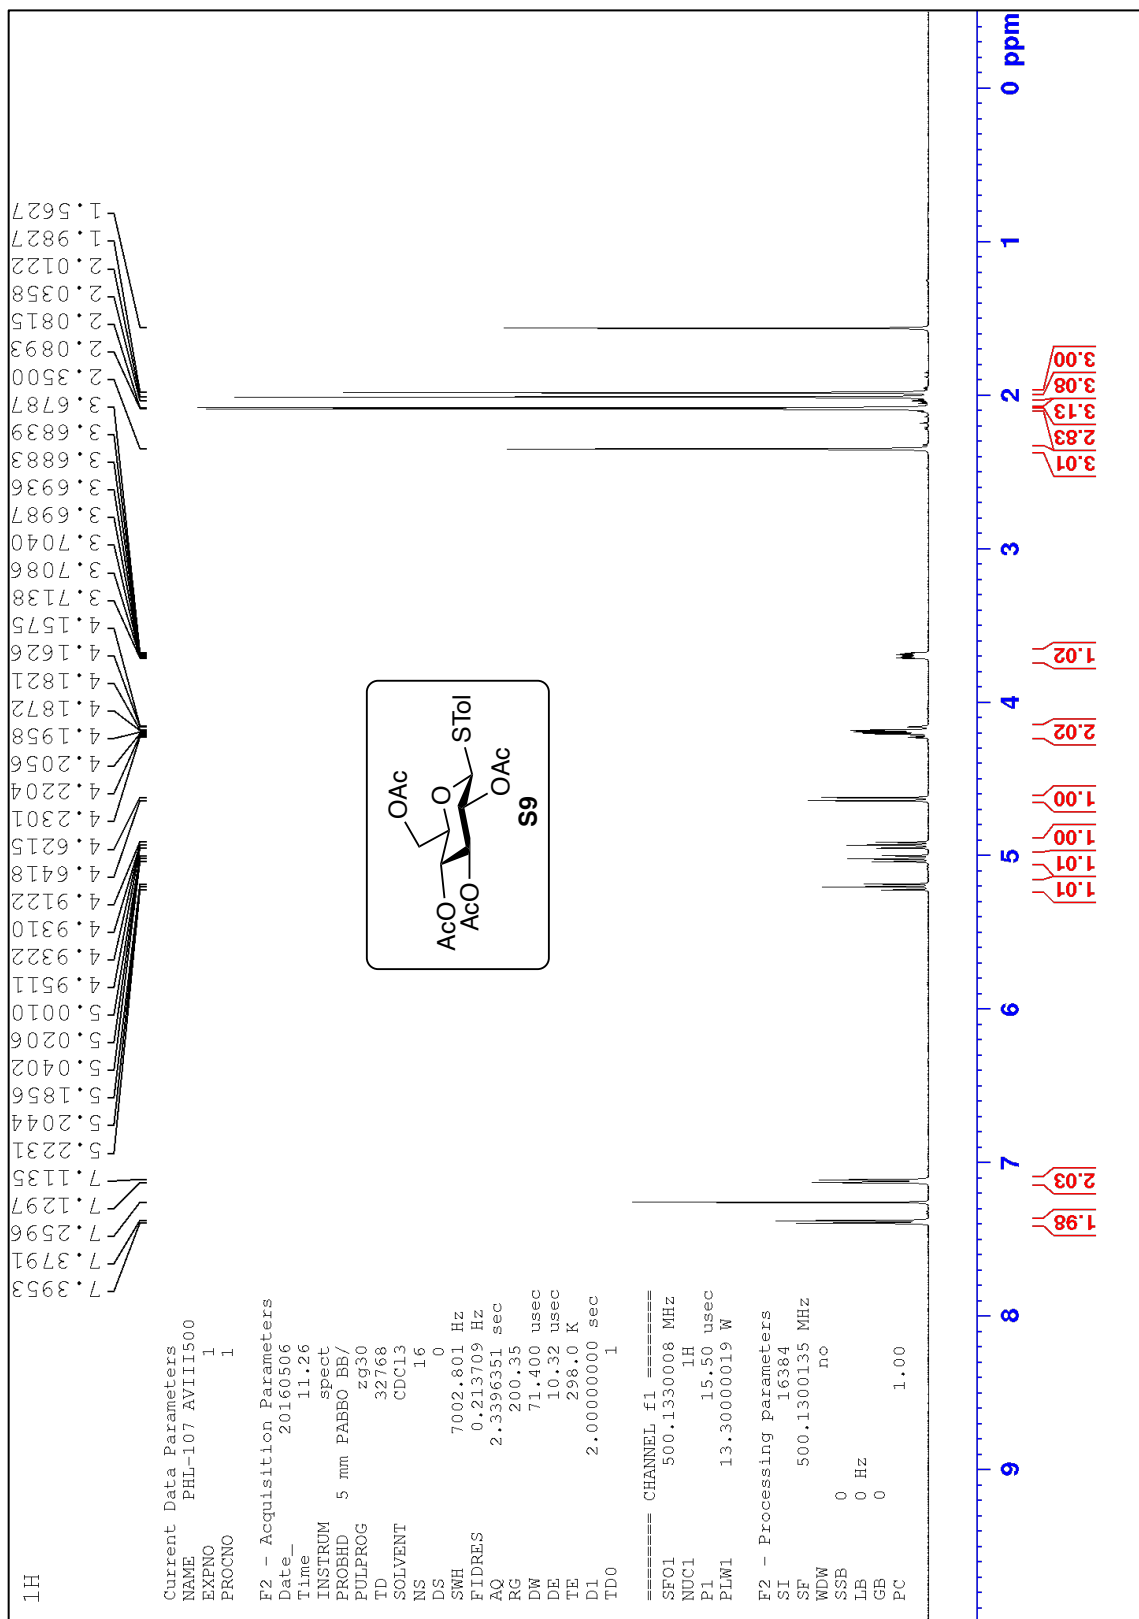 1H
7.3953
7.3791
7.2596
7.1297
7.1135
5.2231
5.2044
5.1856
5.0402
5.0206
5.0010
4.9511
4.9322
4.9310
4.9122
4.6418
4.6215
4.2301
4.2204
4.2056
4.1958
4.1872
4.1821
4.1626
4.1575
3.7138
3.7086
3.7040
3.6987
3.6936
3.6883
3.6839
3.6787
2.3500
2.0893
2.0815
2.0358
2.0122
1.9827
1.5627
Current Data Parameters
NAME PHL-107 AVIII500
EXPNO 1
PROCNO 1
F2 - Acquisition Parameters
Date_ 20160506
Time 11.26
INSTRUM spect
PROBHD 5 mm PABBO BB/
PULPROG zg30
TD 32768
SOLVENT CDCl3
NS 16
DS 0
SWH 7002.801 Hz
FIDRES 0.213709 Hz
AQ 2.3396351 sec
RG 200.35
DW 71.400 usec
DE 10.32 usec
TE 298.0 K
D1 2.00000000 sec
TD0 1
======== CHANNEL f1 ========
SFO1 500.1330008 MHz
NUC1 1H
P1 15.50 usec
PLW1 13.30000019 W
F2 - Processing parameters
SI 16384
SF 500.1300135 MHz
WDW no
SSB 0
LB 0 Hz
GB 0
PC 1.00
OAc
AcO
O
AcO
STol
OAc
S9
9 8 7 6 5 4 3 2 1 0 ppm
1.98
2.03
1.01
1.01
1.00
1.00
2.02
1.02
3.01
2.83
3.13
3.08
3.00